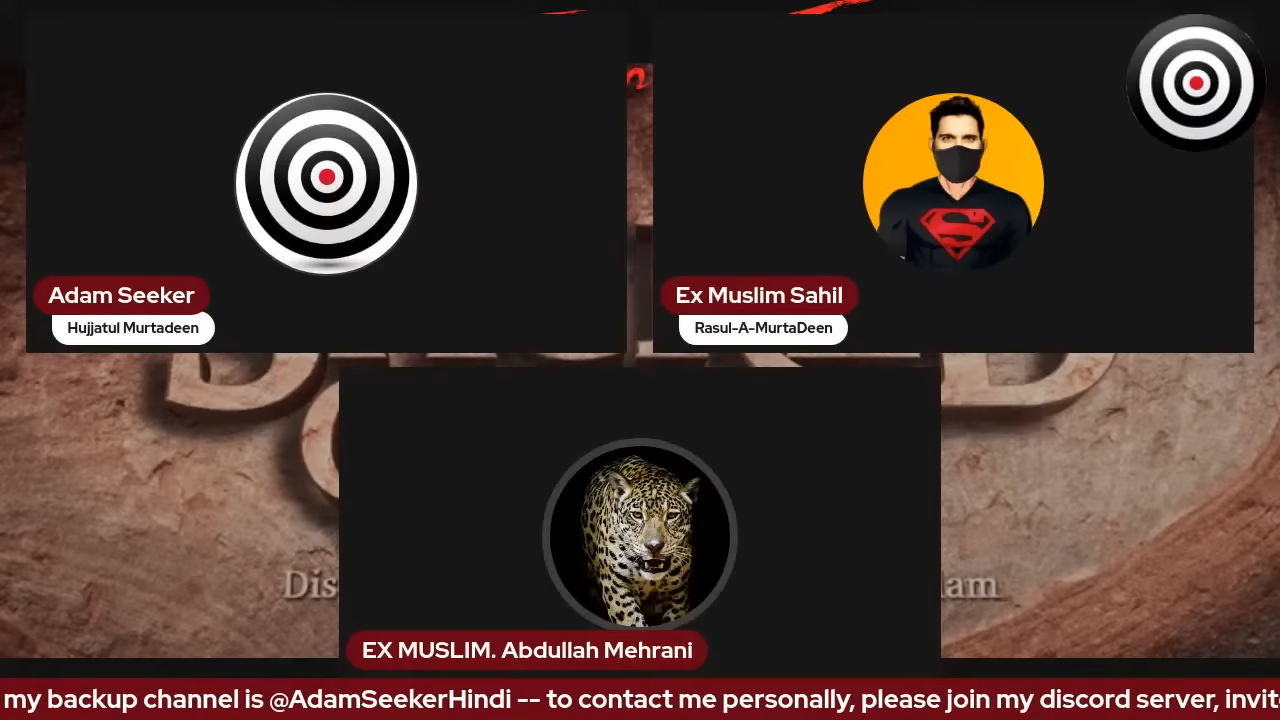 Adam Seeker
Hujjatul Murtadeen
Ex Muslim Sahil
Rasul-A-MurtaDeen
EX MUSLIM. Abdullah Mehrani
my backup channel is @AdamSeekerHindi -- to contact me personally, please join my discord server, invit